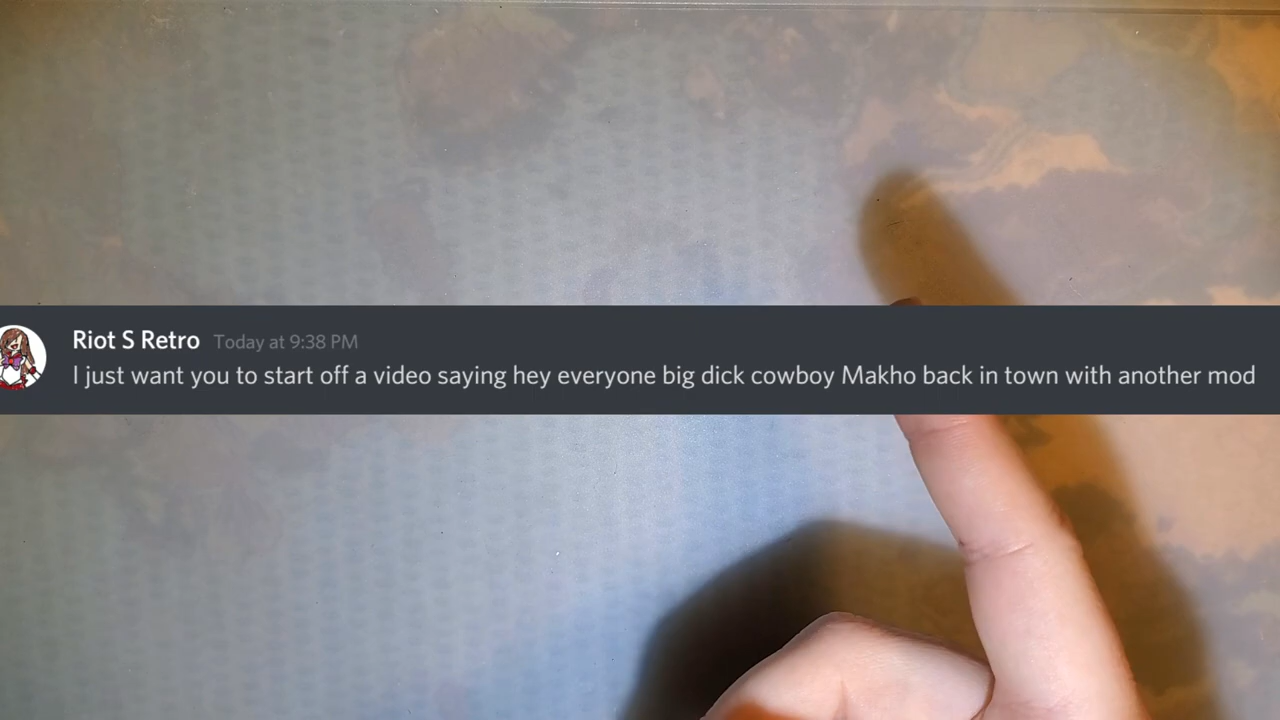 Riot S Retro Today at 9:38 PM
I just want you to start off a video saying hey everyone big dick cowboy Makho back in town with another mod